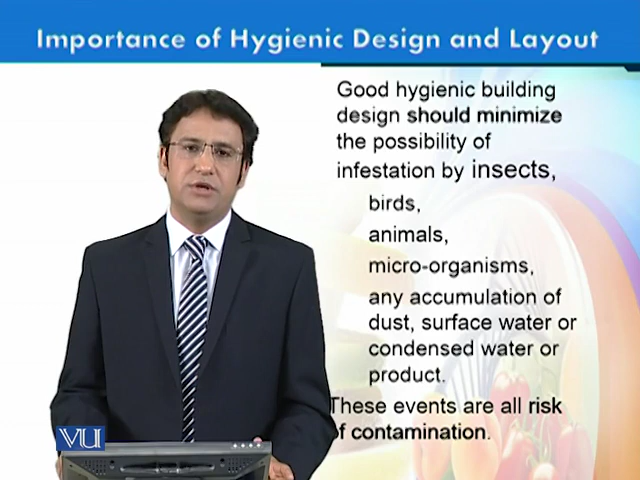 Importance of Hygienic Design and Layout
Good hygienic building
design should minimize
the possibility of
infestation by insects,
birds,
animals,
micro-organisms,
any accumulation of
dust, surface water or
condensed water or
product.
These events are all risk
of contamination.
VU